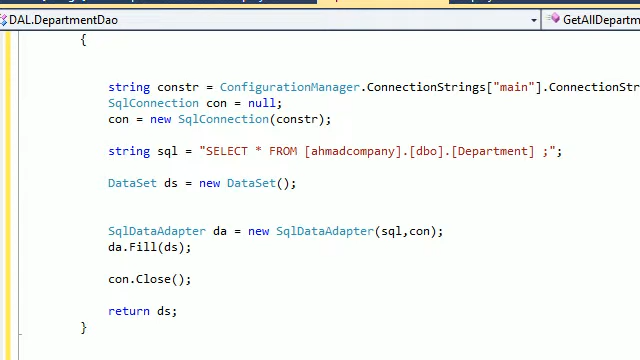 DAL.DepartmentDao
GetAllDepartm
{
string constr = ConfigurationManager.ConnectionStrings["main"].ConnectionStr
SqlConnection con = null;
con = new SqlConnection(constr);
string sql = "SELECT * FROM [ahmadcompany].[dbo].[Department] ;";
DataSet ds = new DataSet();
SqlDataAdapter da = new SqlDataAdapter(sql,con);
da.Fill(ds);
con.Close();
return ds;
}